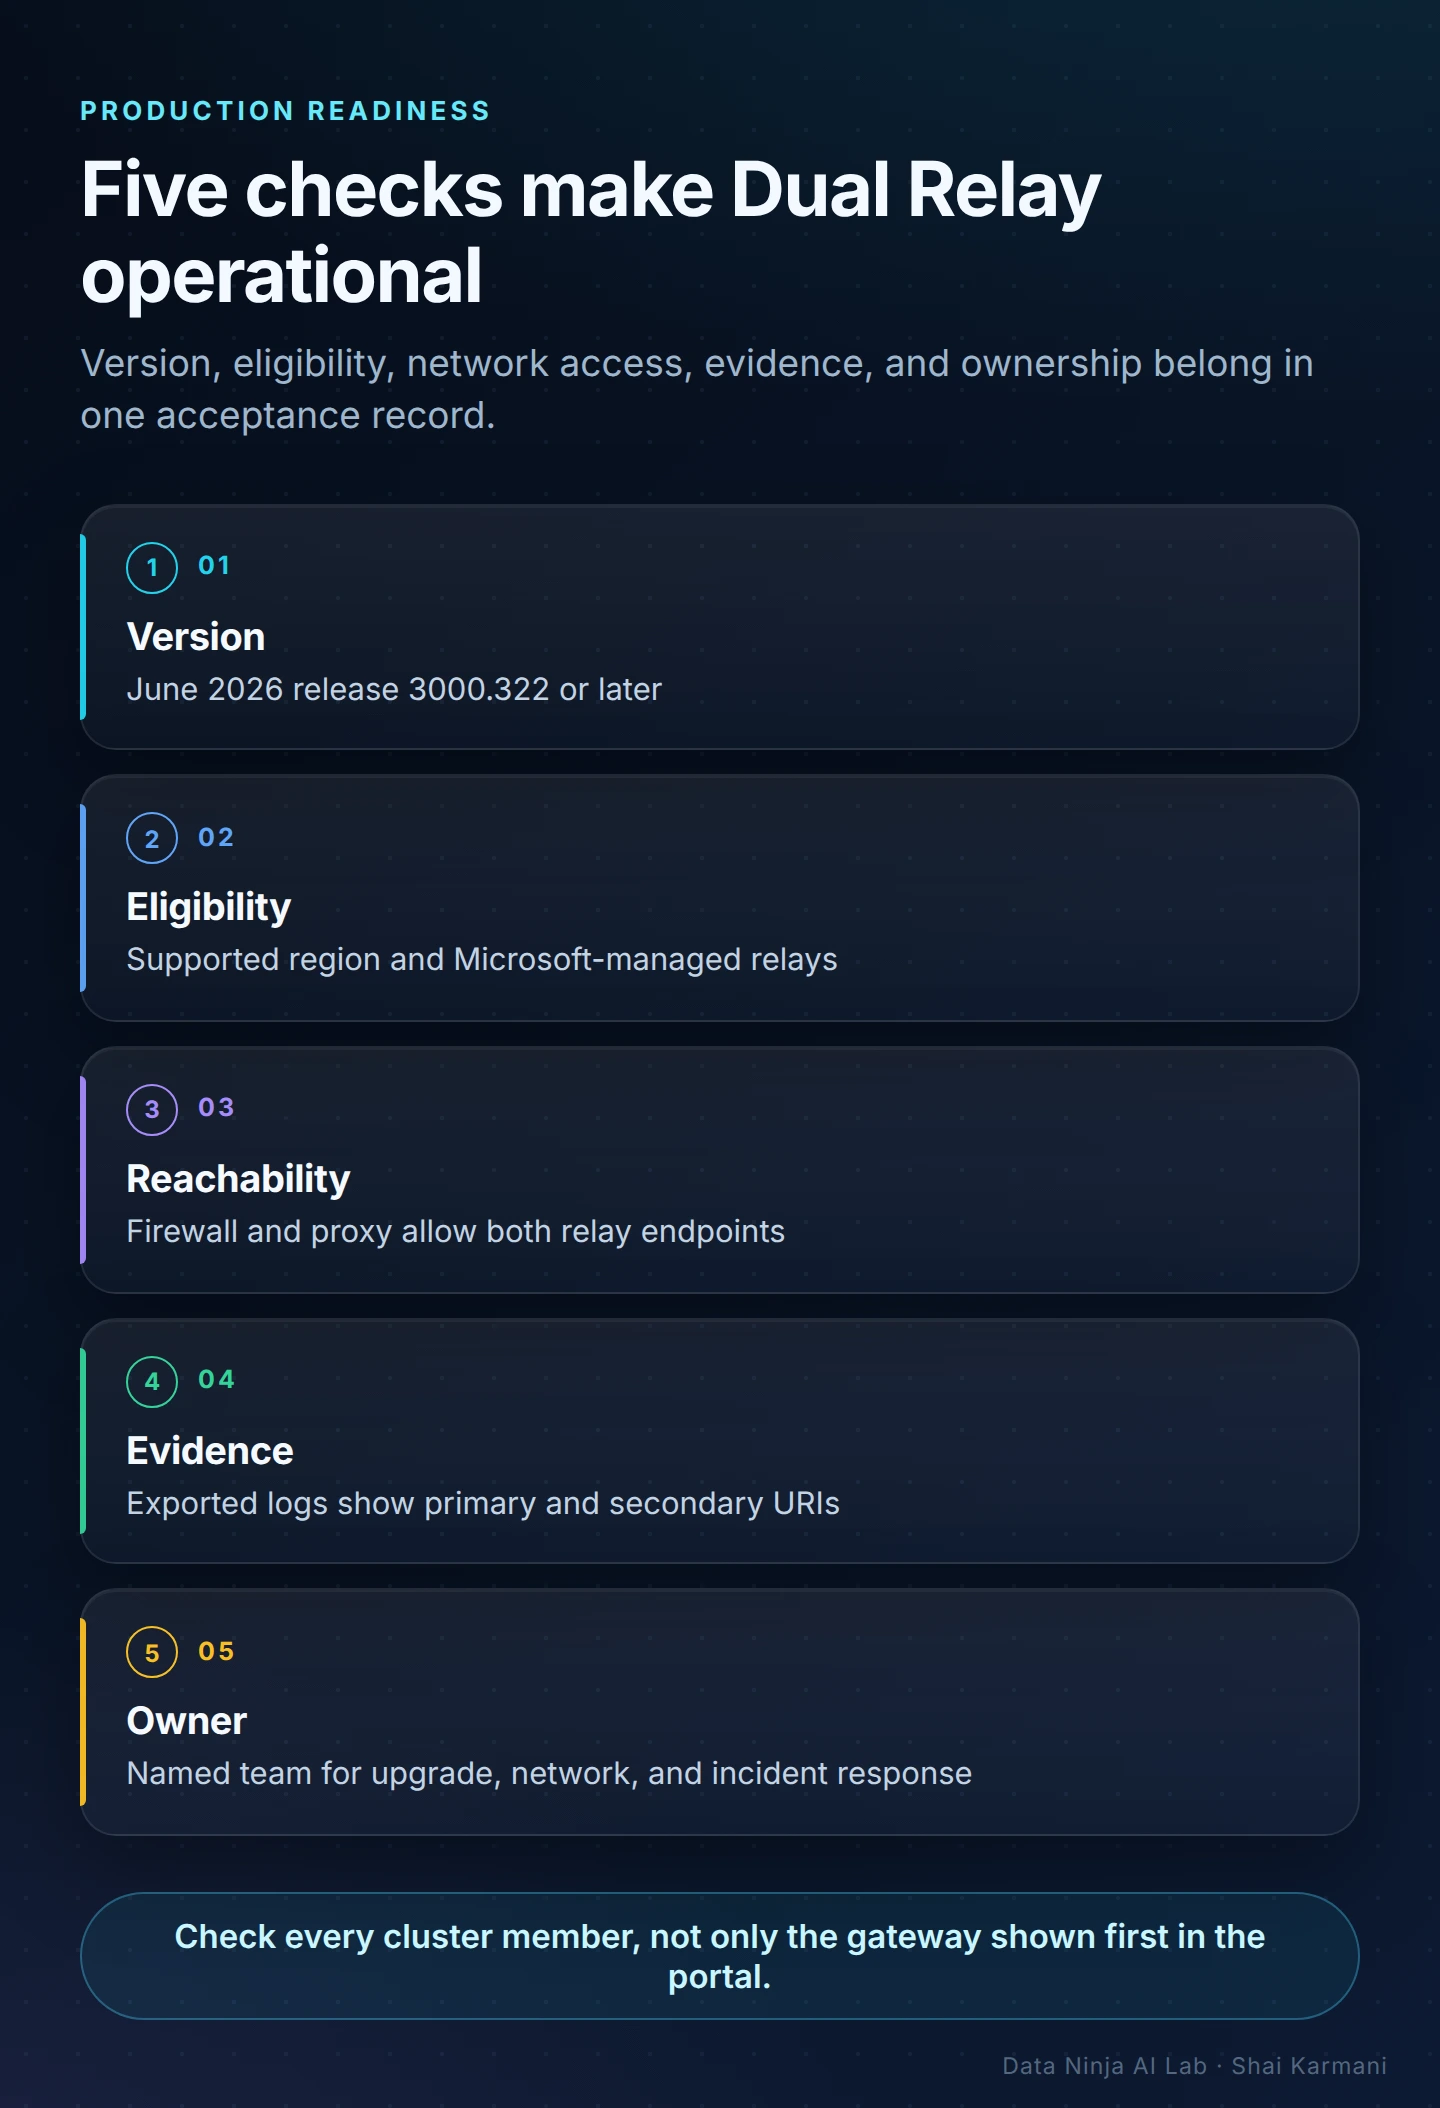 PRODUCTION READINESS
Five checks make Dual Relay
operational
Version, eligibility, network access, evidence, and ownership belong in
one acceptance record.
1 01
Version
June 2026 release 3000.322 or later
2 02
Eligibility
Supported region and Microsoft-managed relays
3 03
Reachability
Firewall and proxy allow both relay endpoints
4 04
Evidence
Exported logs show primary and secondary URIs
5 05
Owner
Named team for upgrade, network, and incident response
Check every cluster member, not only the gateway shown first in the
portal.
Data Ninja AI Lab · Shai Karmani